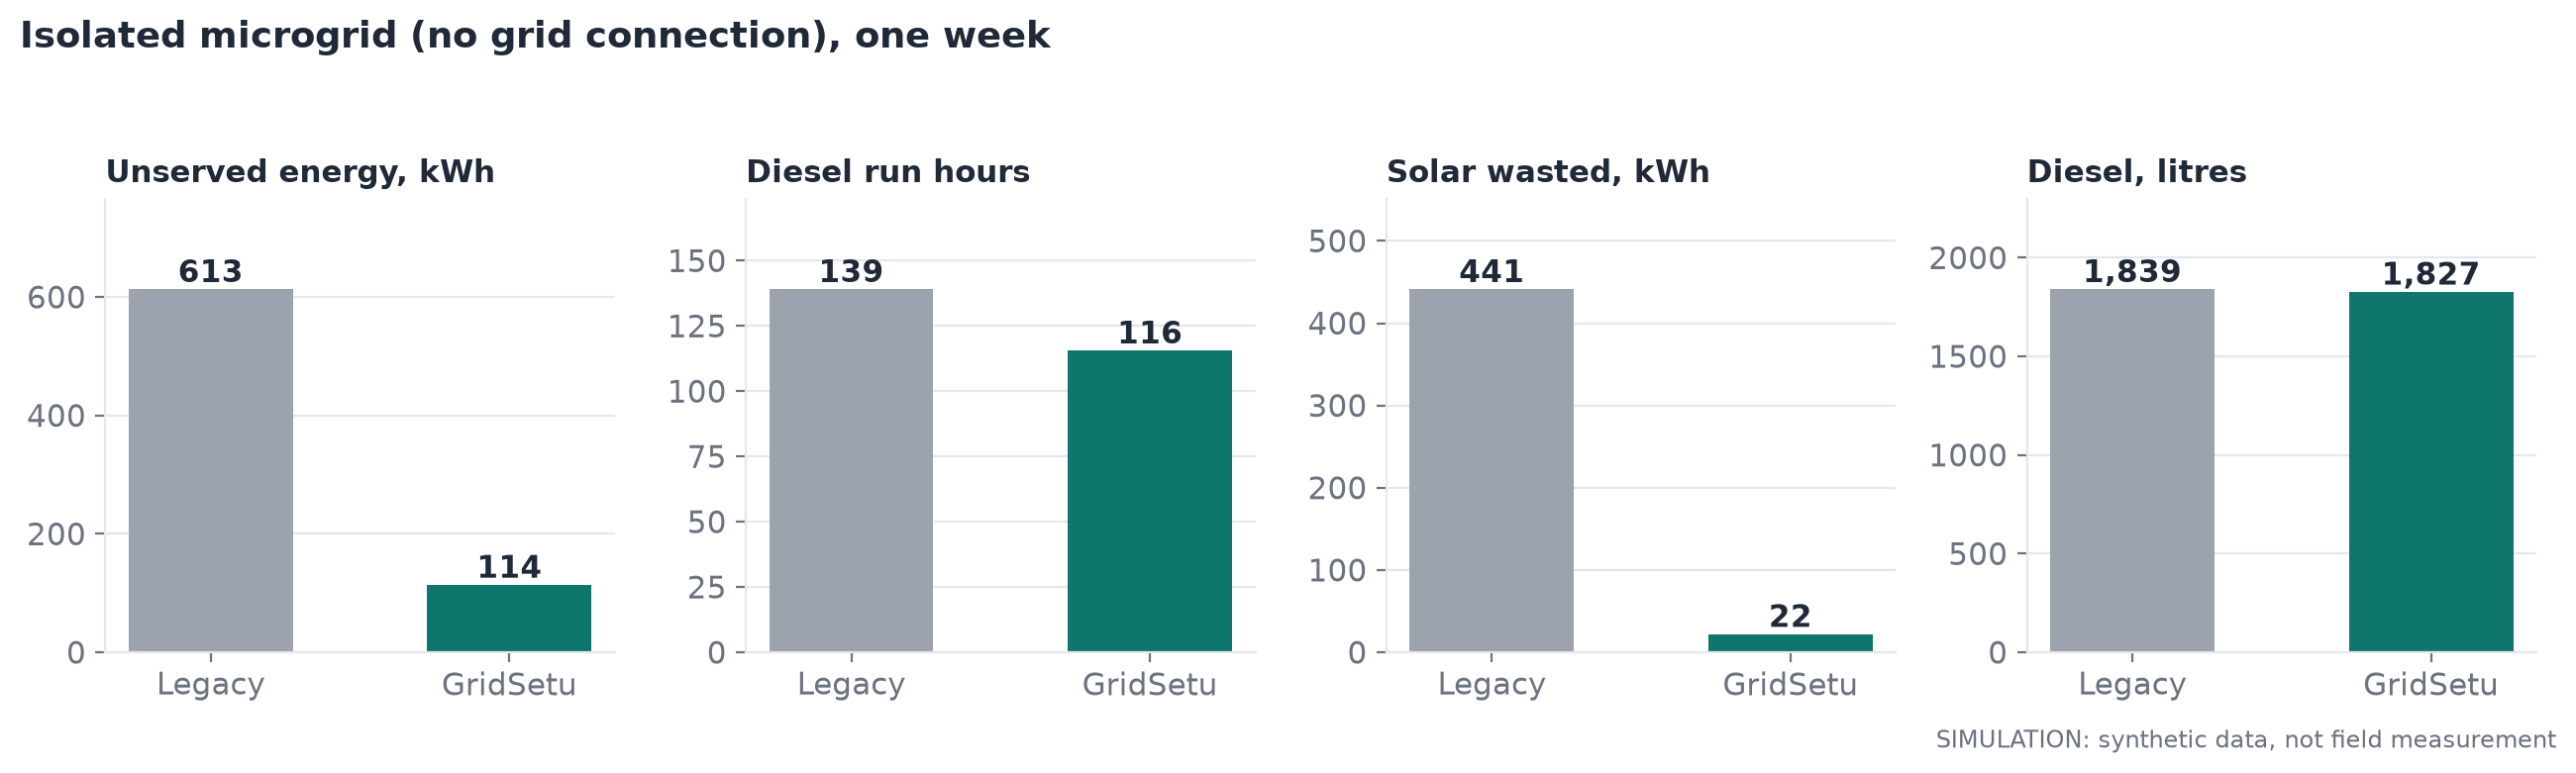 Isolated microgrid (no grid connection), one week
Unserved energy, kWh
600
400
200
0
613
114
Legacy
GridSetu
Diesel run hours
150
125
100
75
50
25
0
139
116
Legacy
GridSetu
Solar wasted, kWh
500
400
300
200
100
0
441
22
Legacy
GridSetu
Diesel, litres
2000
1500
1000
500
0
1,839
1,827
Legacy
GridSetu
SIMULATION: synthetic data, not field measurement